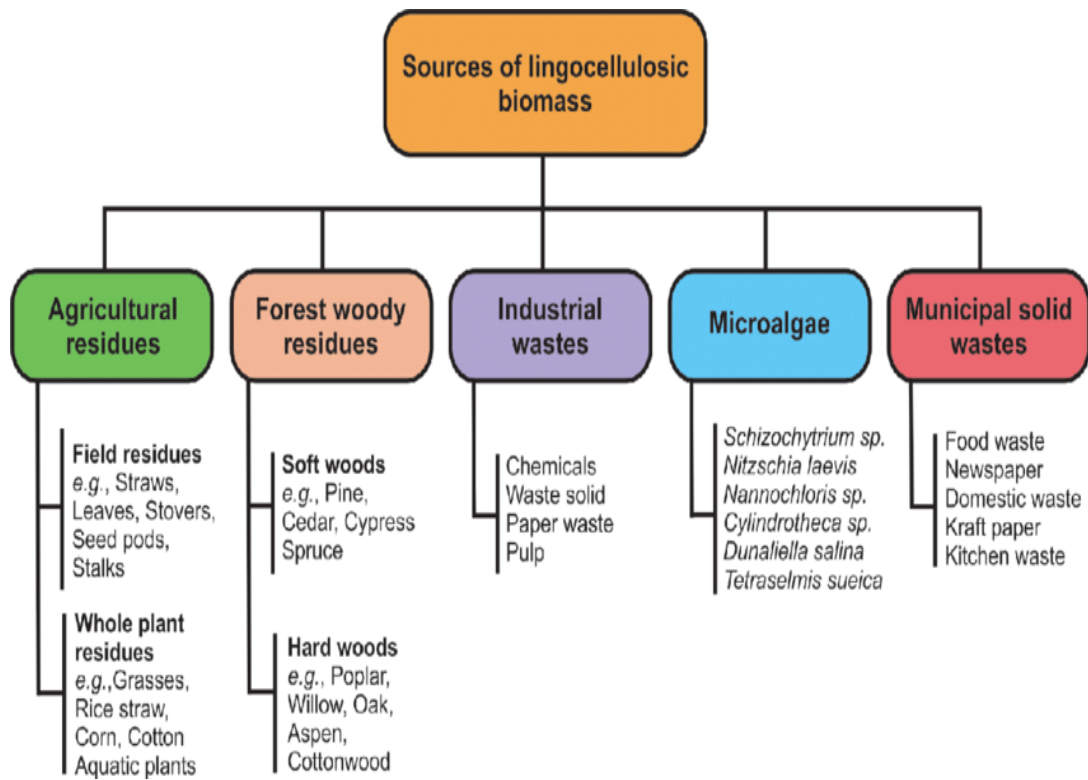 Sources of lingocellulosic
biomass
Agricultural
residues
Forest woody
residues
Industrial
wastes
Microalgae
Municipal solid
wastes
Field residues
e.g., Straws,
Leaves, Stovers,
Seed pods,
Stalks
Whole plant
residues
e.g.,Grasses,
Rice straw,
Corn, Cotton
Aquatic plants
Soft woods
e.g., Pine,
Cedar, Cypress
Spruce
Hard woods
e.g., Poplar,
Willow, Oak,
Aspen,
Cottonwood
Chemicals
Waste solid
Paper waste
Pulp
Schizochytrium sp.
Nitzschia laevis
Nannochloris sp.
Cylindrotheca sp.
Dunaliella salina
Tetraselmis sueica
Food waste
Newspaper
Domestic waste
Kraft paper
Kitchen waste